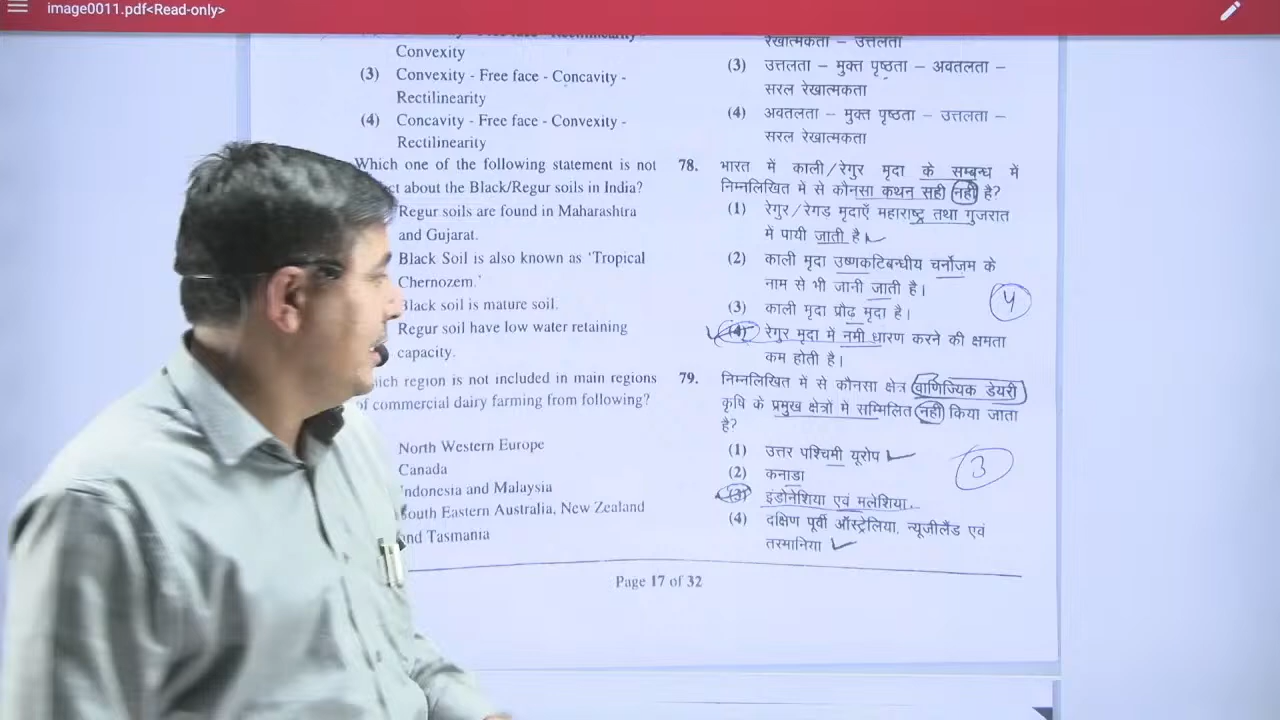 image0011.pdf<Read-only>
Convexity
(3) Convexity - Free face - Concavity -
Rectilinearity
(4) Concavity - Free face - Convexity -
Rectilinearity
Which one of the following statement is not
ct about the Black/Regur soils in India?
Regur soils are found in Maharashtra
and Gujarat.
Black Soil is also known as 'Tropical
Chernozem.'
Black soil is mature soil.
Regur soil have low water retaining
capacity.
ich region is not included in main regions
of commercial dairy farming from following?
North Western Europe
Canada
Indonesia and Malaysia
South Eastern Australia, New Zealand
and Tasmania
रेखात्मकता – उत्तलता
(3) उत्तलता – मुक्त पृष्ठता – अवतलता –
सरल रेखात्मकता
(4) अवतलता – मुक्त पृष्ठता – उत्तलता –
सरल रेखात्मकता
78. भारत में काली/रेगुर मृदा के सम्बन्ध में
निम्नलिखित में से कौनसा कथन सही नहीं है?
(1) रेगुर/रेगड़ मृदाएँ महाराष्ट्र तथा गुजरात
में पायी जाती है।
(2) काली मृदा उष्णकटिबन्धीय चर्नोजम के
नाम से भी जानी जाती है।
(3) काली मृदा प्रौढ़ मृदा है।
4
(4) रेगुर मृदा में नमी धारण करने की क्षमता
कम होती है।
79. निम्नलिखित में से कौनसा क्षेत्र वाणिज्यिक डेयरी
कृषि के प्रमुख क्षेत्रों में सम्मिलित नहीं किया जाता
है?
(1) उत्तर पश्चिमी यूरोप
(2) कनाडा
3
(3) इंडोनेशिया एवं मलेशिया
(4) दक्षिण पूर्वी ऑस्ट्रेलिया, न्यूजीलैंड एवं
तस्मानिया
Page 17 of 32